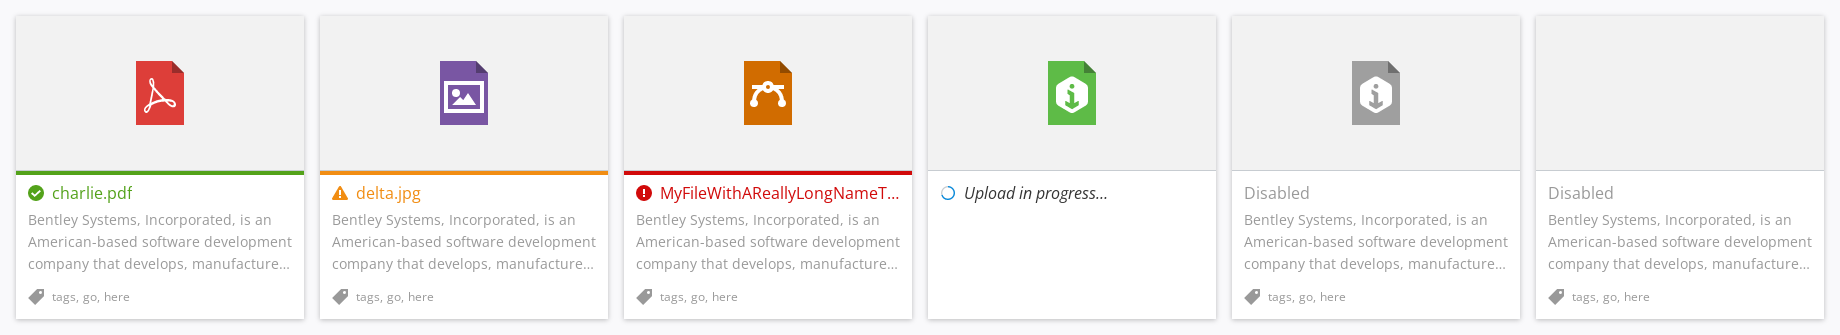 charlie.pdf
Bentley Systems, Incorporated, is an
American-based software development
company that develops, manufacture...
tags, go, here
delta.jpg
Bentley Systems, Incorporated, is an
American-based software development
company that develops, manufacture...
tags, go, here
MyFileWithAReallyLongNameT...
Bentley Systems, Incorporated, is an
American-based software development
company that develops, manufacture...
tags, go, here
Upload in progress...
Disabled
Bentley Systems, Incorporated, is an
American-based software development
company that develops, manufacture...
tags, go, here
Disabled
Bentley Systems, Incorporated, is an
American-based software development
company that develops, manufacture...
tags, go, here